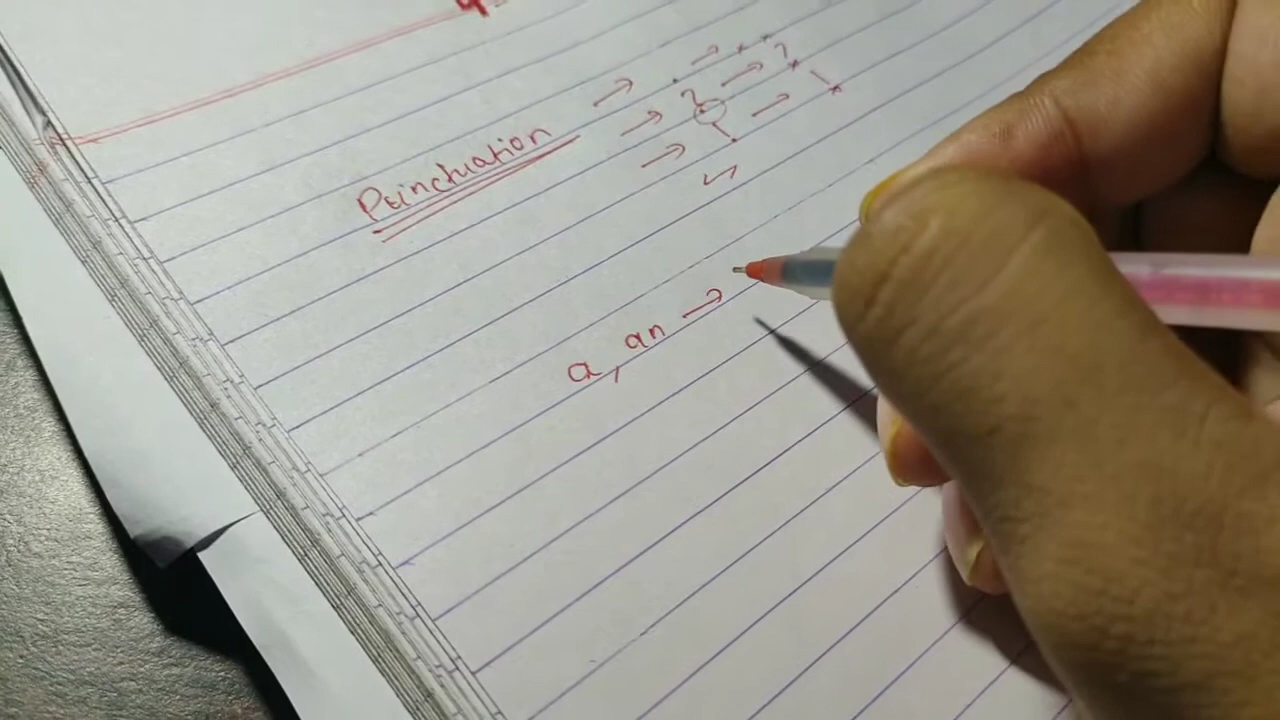 Punctuation → . → x x
→ ? → ? x
→ ! → ! x
a, an →